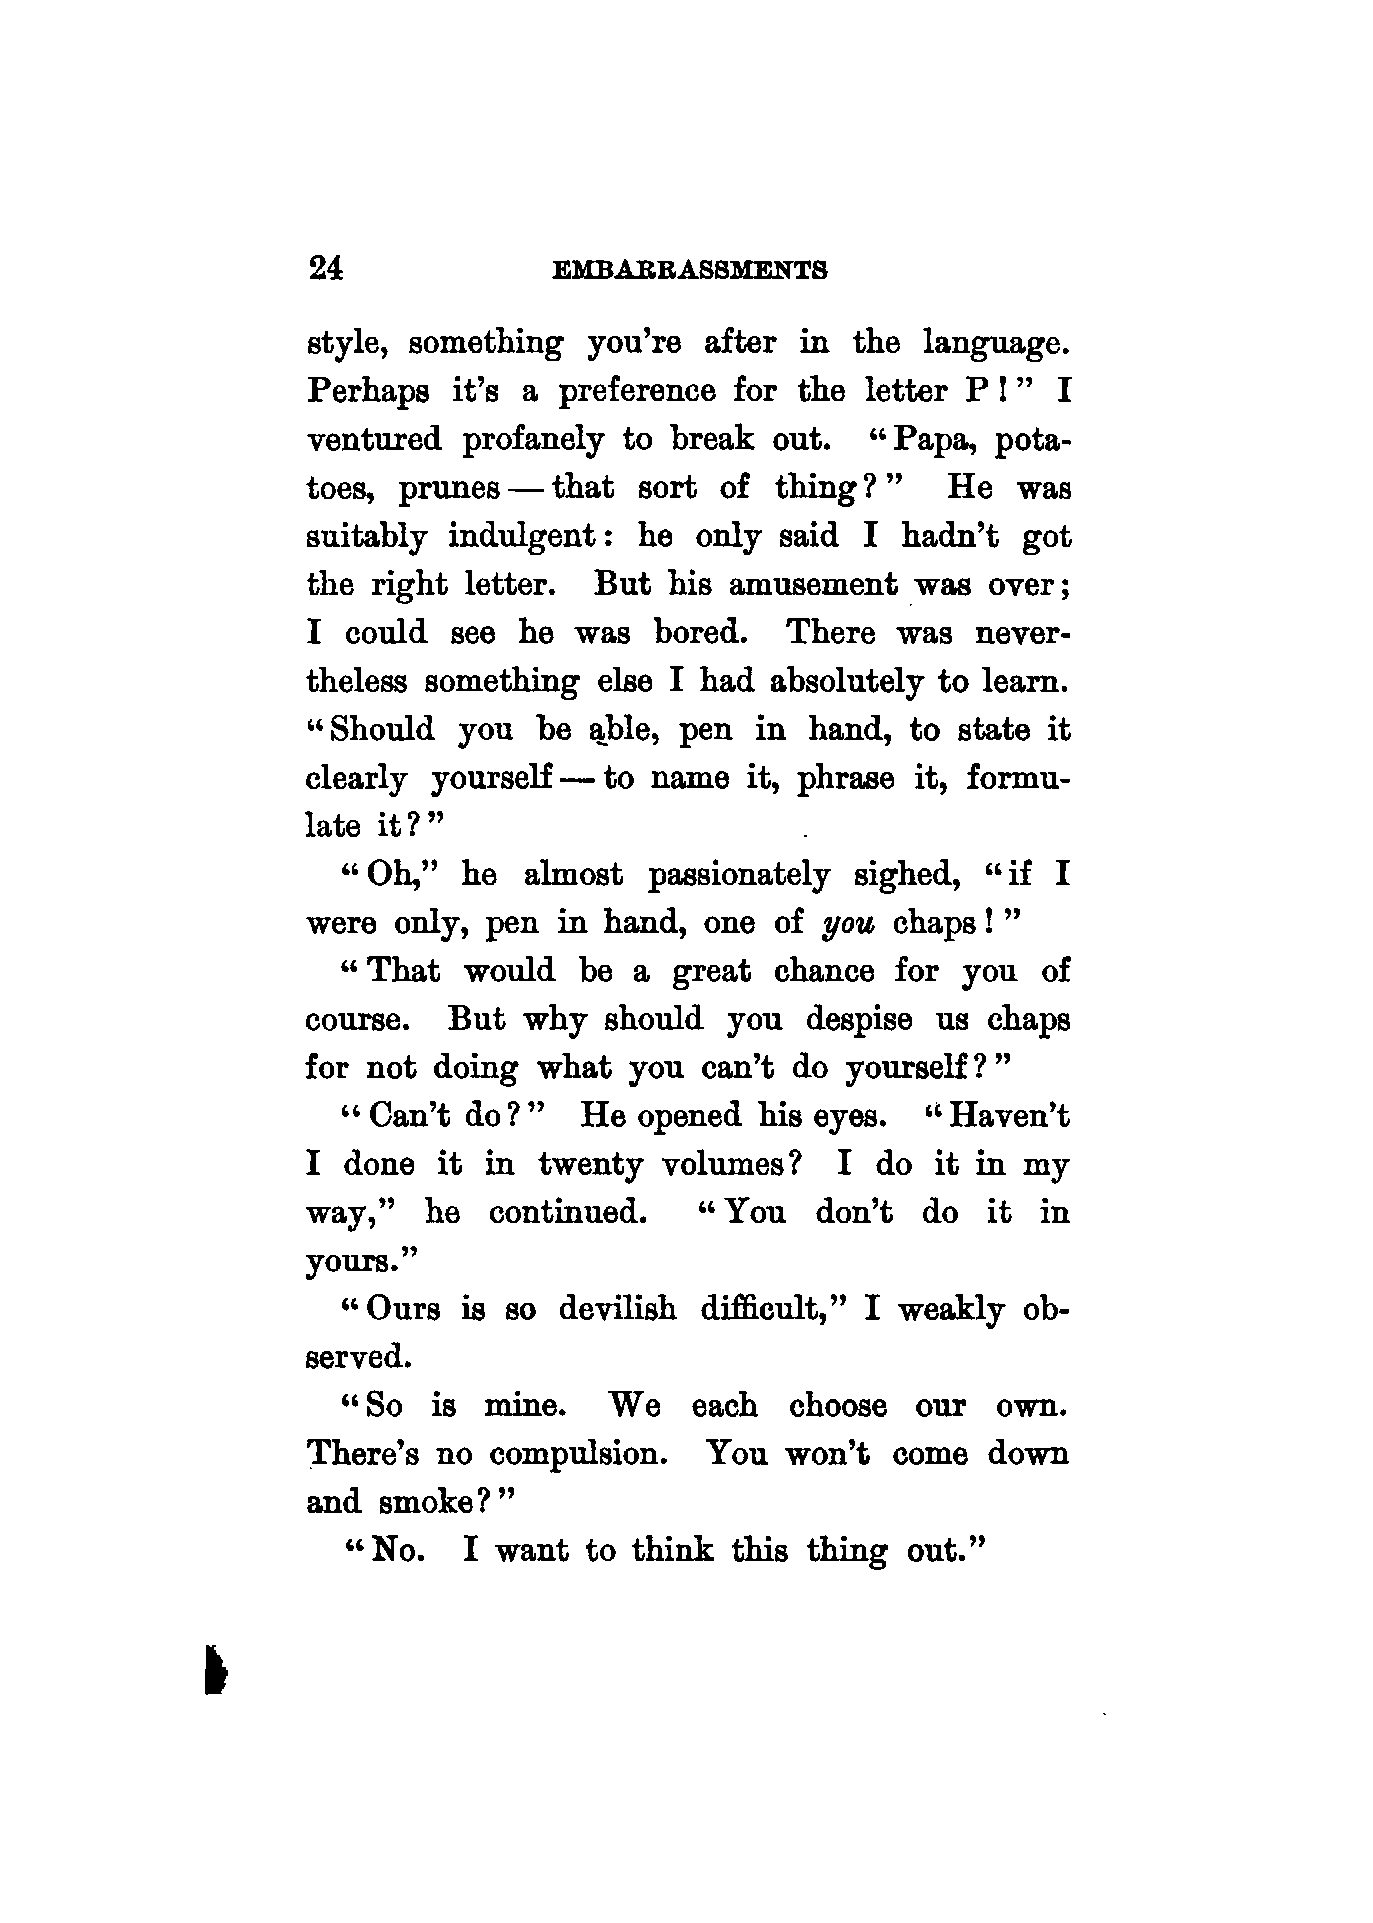 24 EMBARRASSMENTS
style, something you're after in the language.
Perhaps it's a preference for the letter P!" I
ventured profanely to break out. "Papa, pota-
toes, prunes — that sort of thing?" He was
suitably indulgent: he only said I hadn't got
the right letter. But his amusement was over;
I could see he was bored. There was never-
theless something else I had absolutely to learn.
"Should you be able, pen in hand, to state it
clearly yourself — to name it, phrase it, formu-
late it?"
"Oh," he almost passionately sighed, "if I
were only, pen in hand, one of you chaps!"
"That would be a great chance for you of
course. But why should you despise us chaps
for not doing what you can't do yourself?"
"Can't do?" He opened his eyes. "Haven't
I done it in twenty volumes? I do it in my
way," he continued. "You don't do it in
yours."
"Ours is so devilish difficult," I weakly ob-
served.
"So is mine. We each choose our own.
There's no compulsion. You won't come down
and smoke?"
"No. I want to think this thing out."